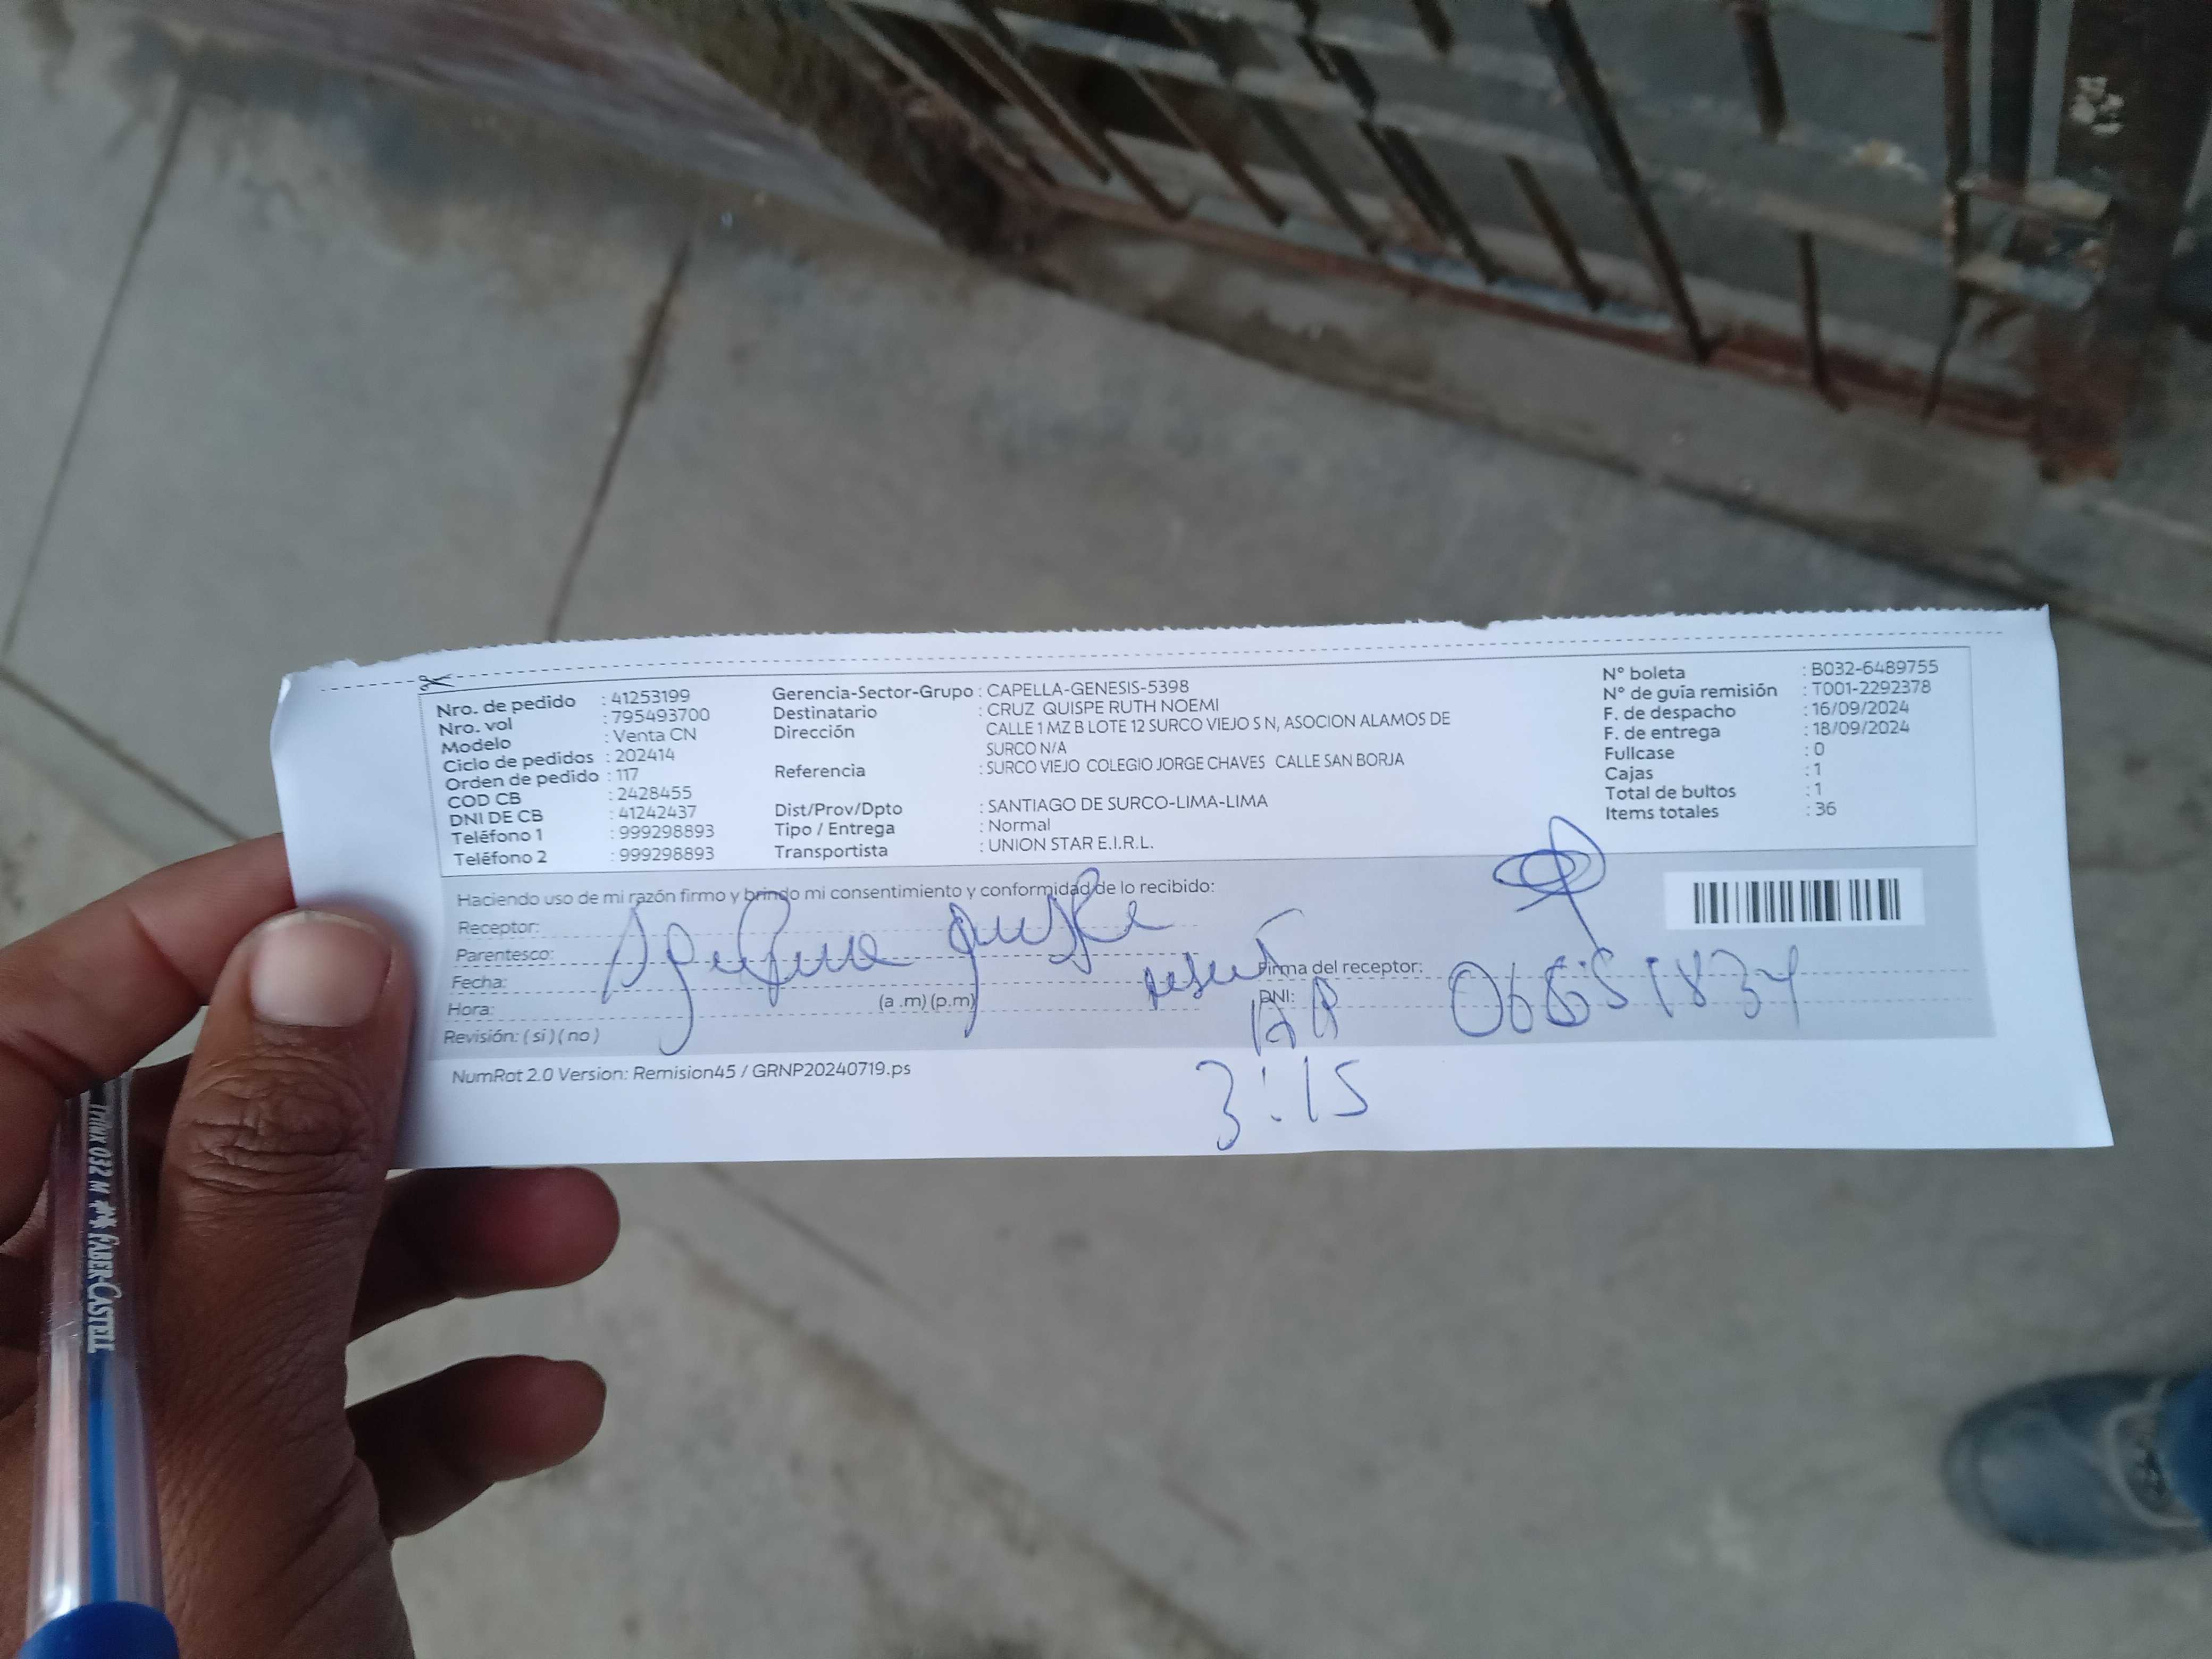 Nro. de pedido : 41253199
Nro. vol : 795493700
Modelo : Venta CN
Ciclo de pedidos : 202414
Orden de pedido : 117
COD CB : 2428455
DNI DE CB : 41242437
Teléfono 1 : 999298893
Teléfono 2 : 999298893
Gerencia-Sector-Grupo : CAPELLA-GENESIS-5398
Destinatario : CRUZ QUISPE RUTH NOEMI
Dirección CALLE 1 MZ B LOTE 12 SURCO VIEJO S N, ASOCION ALAMOS DE
SURCO N/A
Referencia : SURCO VIEJO COLEGIO JORGE CHAVES CALLE SAN BORJA
Dist/Prov/Dpto : SANTIAGO DE SURCO-LIMA-LIMA
Tipo / Entrega : Normal
Transportista : UNION STAR E.I.R.L.
N° boleta : B032-6489755
N° de guía remisión : T001-2292378
F. de despacho : 16/09/2024
F. de entrega : 18/09/2024
Fullcase : 0
Cajas : 1
Total de bultos : 1
Items totales : 36
Haciendo uso de mi razón firmo y brindo mi consentimiento y conformidad de lo recibido:
Receptor:
Parentesco: quispe
Fecha:
Hora: (a .m) (p.m)
Revisión: ( si ) ( no )
Firma del receptor:
DNI:
3:15
NumRot 2.0 Version: Remision45 / GRNP20240719.ps
Trilux 032 M FABER-CASTELL